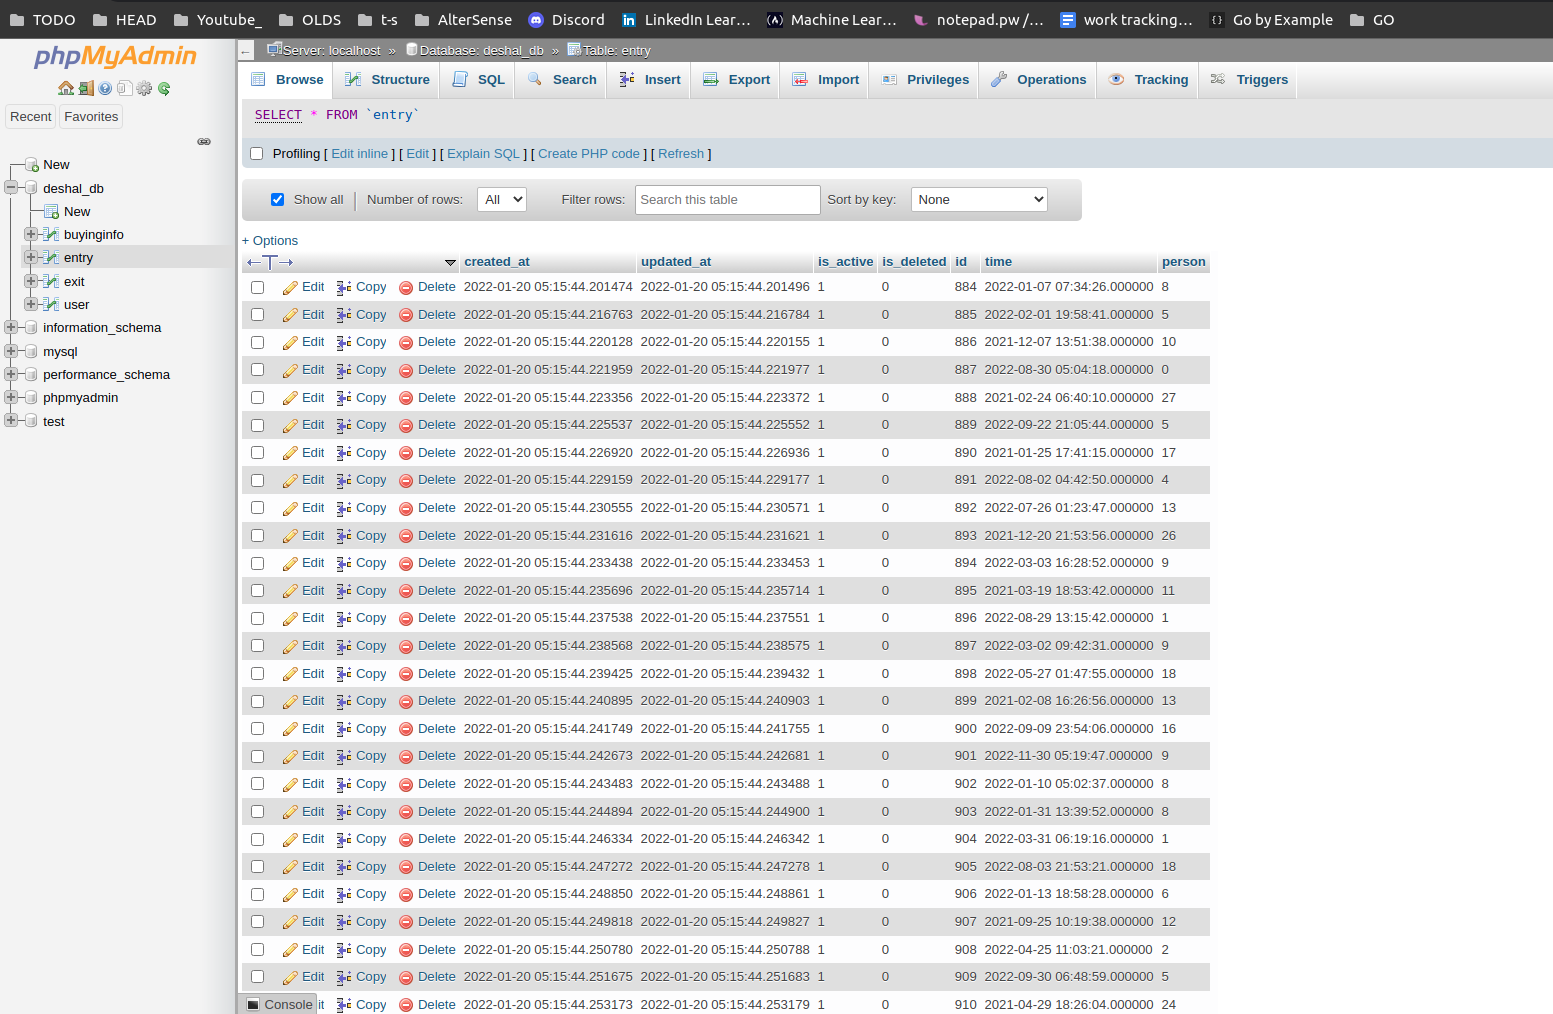 TODO HEAD Youtube_ OLDS t-s AlterSense Discord LinkedIn Lear... Machine Lear... notepad.pw /... work tracking... Go by Example GO
phpMyAdmin
Recent Favorites
New
deshal_db
New
buyinginfo
entry
exit
user
information_schema
mysql
performance_schema
phpmyadmin
test
Server: localhost » Database: deshal_db » Table: entry
Browse Structure SQL Search Insert Export Import Privileges Operations Tracking Triggers
SELECT * FROM `entry`
Profiling [ Edit inline ] [ Edit ] [ Explain SQL ] [ Create PHP code ] [ Refresh ]
Show all Number of rows: All Filter rows: Search this table Sort by key: None
+ Options
created_at updated_at is_active is_deleted id time person
Edit Copy Delete 2022-01-20 05:15:44.201474 2022-01-20 05:15:44.201496 1 0 884 2022-01-07 07:34:26.000000 8
Edit Copy Delete 2022-01-20 05:15:44.216763 2022-01-20 05:15:44.216784 1 0 885 2022-02-01 19:58:41.000000 5
Edit Copy Delete 2022-01-20 05:15:44.220128 2022-01-20 05:15:44.220155 1 0 886 2021-12-07 13:51:38.000000 10
Edit Copy Delete 2022-01-20 05:15:44.221959 2022-01-20 05:15:44.221977 1 0 887 2022-08-30 05:04:18.000000 0
Edit Copy Delete 2022-01-20 05:15:44.223356 2022-01-20 05:15:44.223372 1 0 888 2021-02-24 06:40:10.000000 27
Edit Copy Delete 2022-01-20 05:15:44.225537 2022-01-20 05:15:44.225552 1 0 889 2022-09-22 21:05:44.000000 5
Edit Copy Delete 2022-01-20 05:15:44.226920 2022-01-20 05:15:44.226936 1 0 890 2021-01-25 17:41:15.000000 17
Edit Copy Delete 2022-01-20 05:15:44.229159 2022-01-20 05:15:44.229177 1 0 891 2022-08-02 04:42:50.000000 4
Edit Copy Delete 2022-01-20 05:15:44.230555 2022-01-20 05:15:44.230571 1 0 892 2022-07-26 01:23:47.000000 13
Edit Copy Delete 2022-01-20 05:15:44.231616 2022-01-20 05:15:44.231621 1 0 893 2021-12-20 21:53:56.000000 26
Edit Copy Delete 2022-01-20 05:15:44.233438 2022-01-20 05:15:44.233453 1 0 894 2022-03-03 16:28:52.000000 9
Edit Copy Delete 2022-01-20 05:15:44.235696 2022-01-20 05:15:44.235714 1 0 895 2021-03-19 18:53:42.000000 11
Edit Copy Delete 2022-01-20 05:15:44.237538 2022-01-20 05:15:44.237551 1 0 896 2022-08-29 13:15:42.000000 1
Edit Copy Delete 2022-01-20 05:15:44.238568 2022-01-20 05:15:44.238575 1 0 897 2022-03-02 09:42:31.000000 9
Edit Copy Delete 2022-01-20 05:15:44.239425 2022-01-20 05:15:44.239432 1 0 898 2022-05-27 01:47:55.000000 18
Edit Copy Delete 2022-01-20 05:15:44.240895 2022-01-20 05:15:44.240903 1 0 899 2021-02-08 16:26:56.000000 13
Edit Copy Delete 2022-01-20 05:15:44.241749 2022-01-20 05:15:44.241755 1 0 900 2022-09-09 23:54:06.000000 16
Edit Copy Delete 2022-01-20 05:15:44.242673 2022-01-20 05:15:44.242681 1 0 901 2022-11-30 05:19:47.000000 9
Edit Copy Delete 2022-01-20 05:15:44.243483 2022-01-20 05:15:44.243488 1 0 902 2022-01-10 05:02:37.000000 8
Edit Copy Delete 2022-01-20 05:15:44.244894 2022-01-20 05:15:44.244900 1 0 903 2022-01-31 13:39:52.000000 8
Edit Copy Delete 2022-01-20 05:15:44.246334 2022-01-20 05:15:44.246342 1 0 904 2022-03-31 06:19:16.000000 1
Edit Copy Delete 2022-01-20 05:15:44.247272 2022-01-20 05:15:44.247278 1 0 905 2022-08-03 21:53:21.000000 18
Edit Copy Delete 2022-01-20 05:15:44.248850 2022-01-20 05:15:44.248861 1 0 906 2022-01-13 18:58:28.000000 6
Edit Copy Delete 2022-01-20 05:15:44.249818 2022-01-20 05:15:44.249827 1 0 907 2021-09-25 10:19:38.000000 12
Edit Copy Delete 2022-01-20 05:15:44.250780 2022-01-20 05:15:44.250788 1 0 908 2022-04-25 11:03:21.000000 2
Edit Copy Delete 2022-01-20 05:15:44.251675 2022-01-20 05:15:44.251683 1 0 909 2022-09-30 06:48:59.000000 5
Console it Copy Delete 2022-01-20 05:15:44.253173 2022-01-20 05:15:44.253179 1 0 910 2021-04-29 18:26:04.000000 24